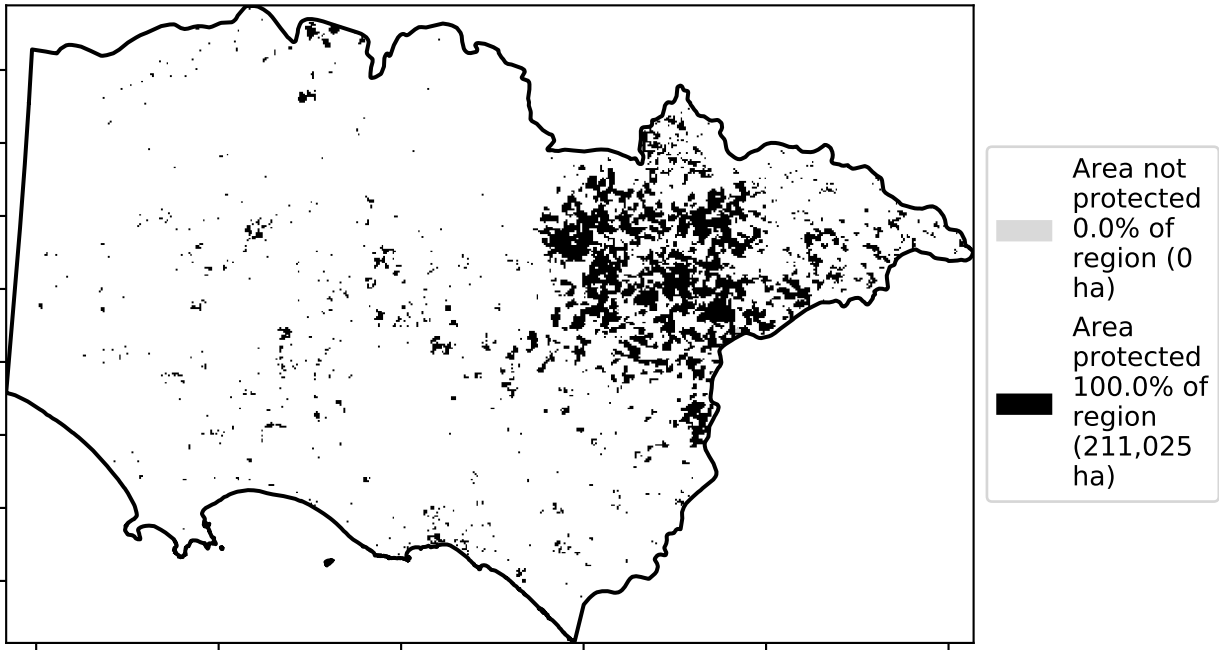 Area not
protected
0.0% of
region (0
ha)
Area
protected
100.0% of
region
(211,025
ha)